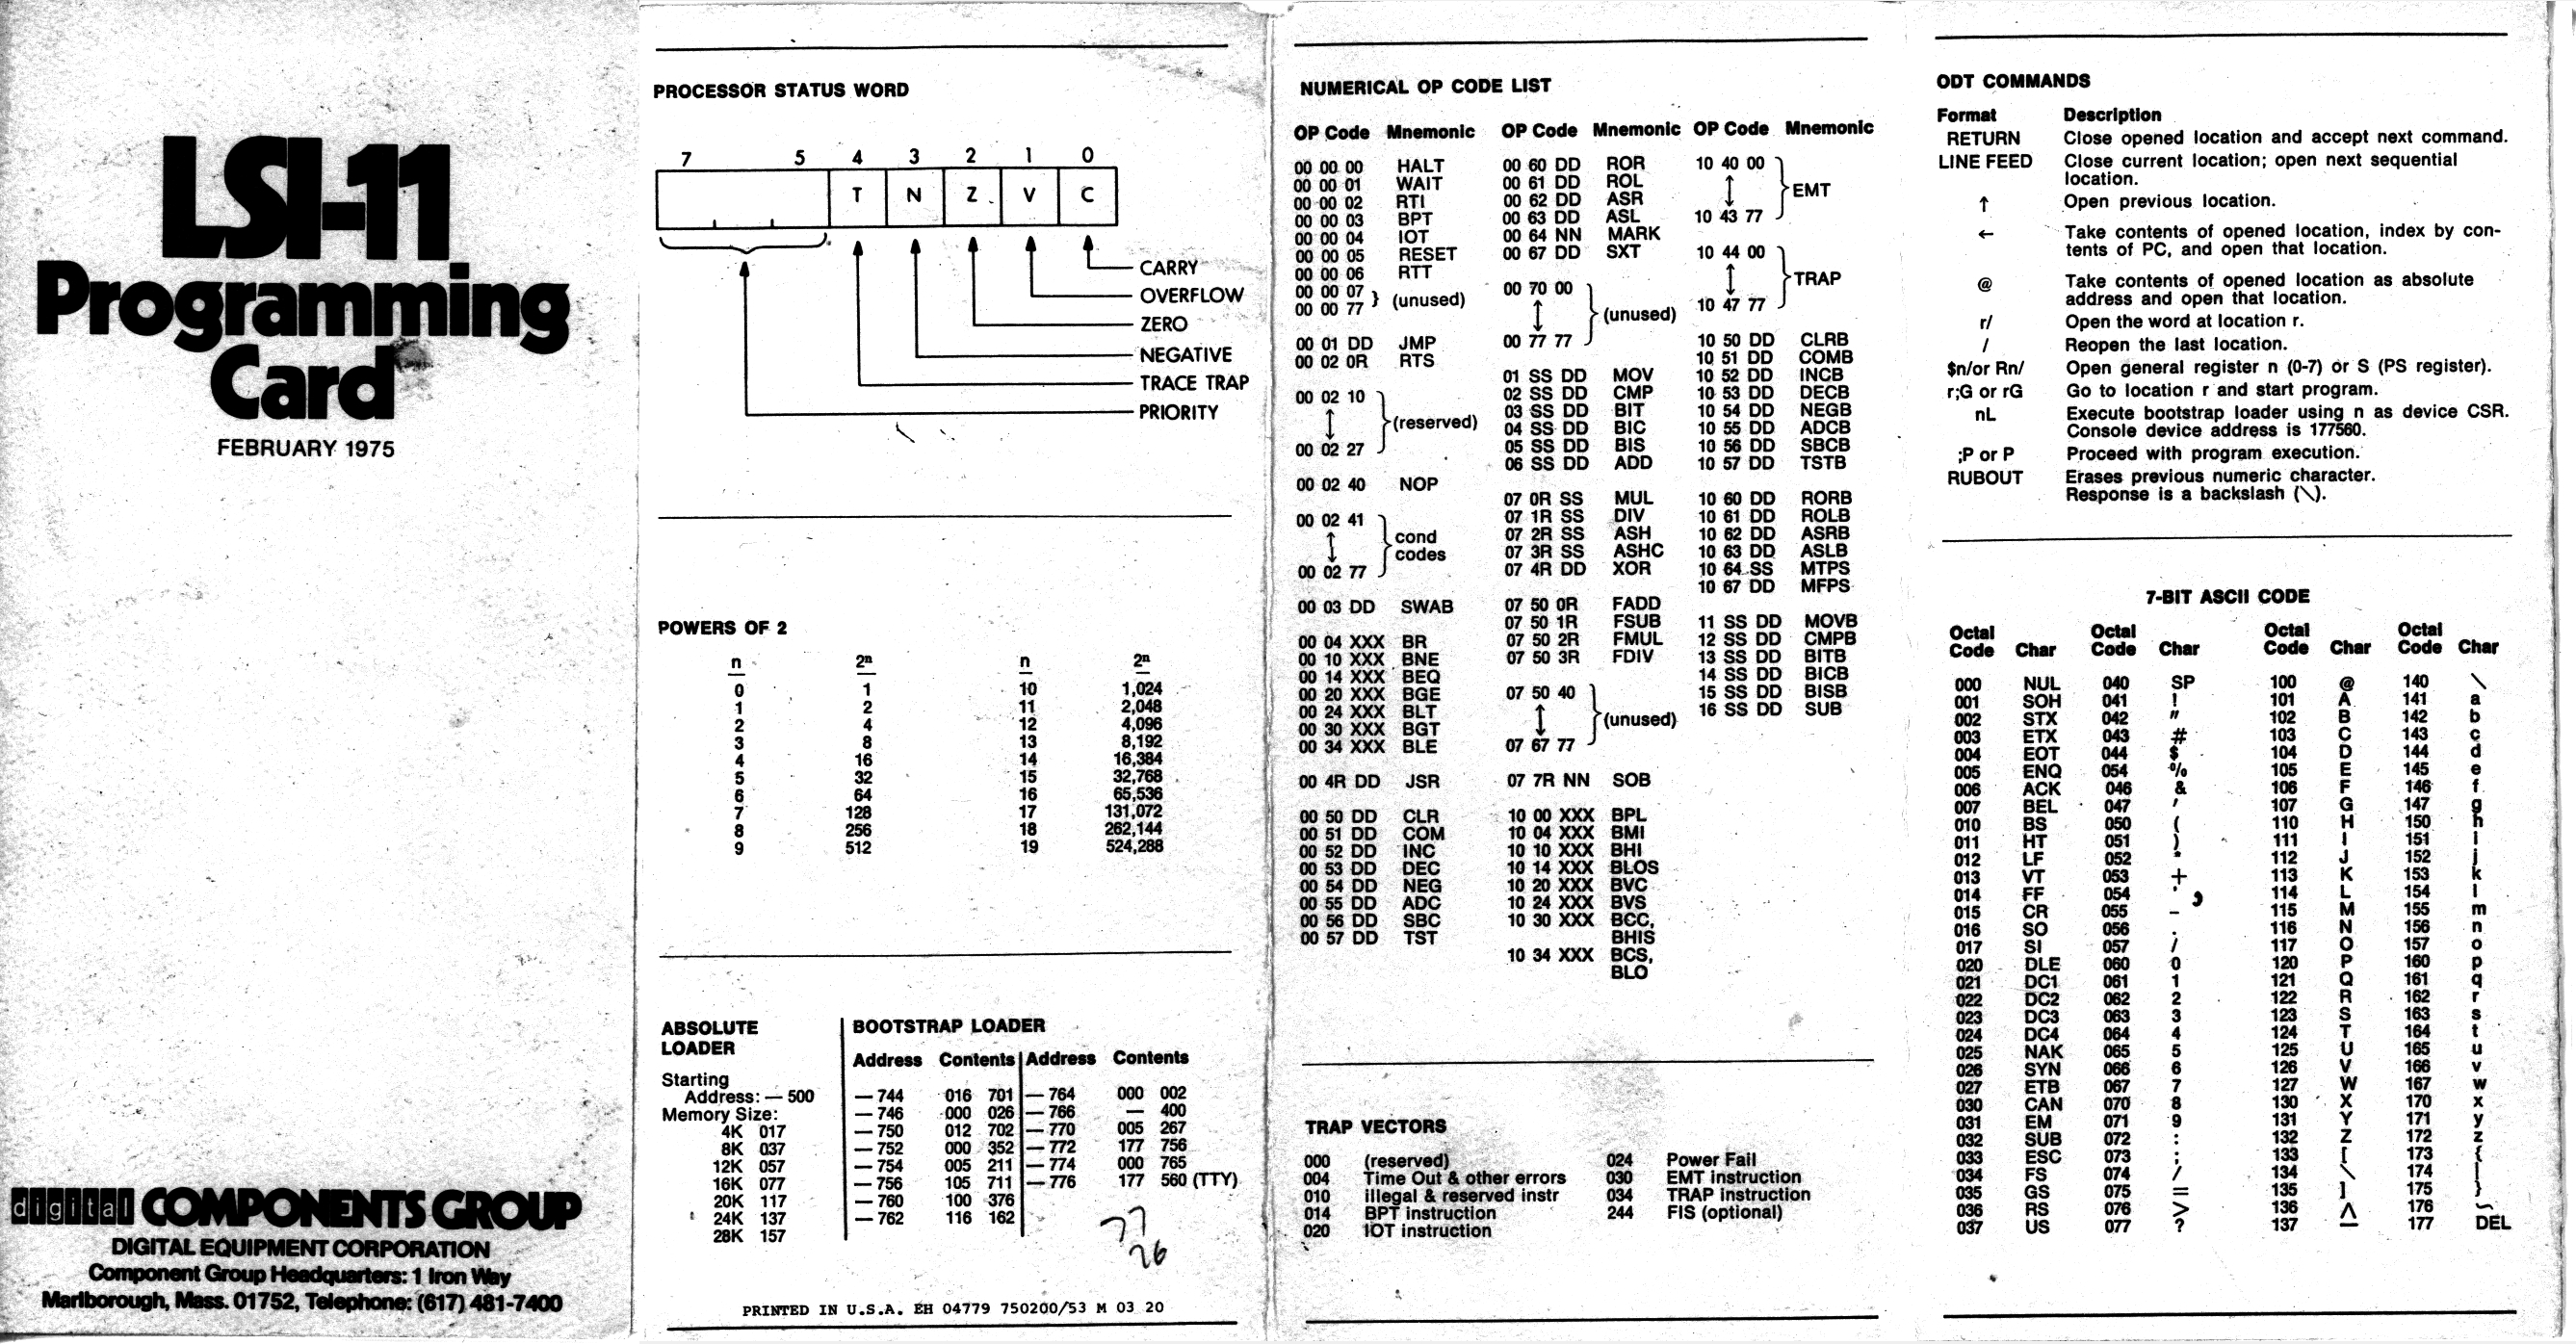 LSI-11
Programming
Card
FEBRUARY 1975
digital COMPONENTS GROUP
DIGITAL EQUIPMENT CORPORATION
Component Group Headquarters: 1 Iron Way
Marlborough, Mass. 01752, Telephone: (617) 481-7400
PROCESSOR STATUS WORD
7 5 4 3 2 1 0
T N Z V C
CARRY
OVERFLOW
ZERO
NEGATIVE
TRACE TRAP
PRIORITY
POWERS OF 2
n 2ⁿ n 2ⁿ
0 1 10 1,024
1 2 11 2,048
2 4 12 4,096
3 8 13 8,192
4 16 14 16,384
5 32 15 32,768
6 64 16 65,536
7 128 17 131,072
8 256 18 262,144
9 512 19 524,288
ABSOLUTE
LOADER
Starting
Address: — 500
Memory Size:
4K 017
8K 037
12K 057
16K 077
20K 117
24K 137
28K 157
BOOTSTRAP LOADER
Address Contents Address Contents
— 744 016 701 — 764 000 002
— 746 000 026 — 766 — 400
— 750 012 702 — 770 005 267
— 752 000 352 — 772 177 756
— 754 005 211 — 774 000 765
— 756 105 711 — 776 177 560 (TTY)
— 760 100 376
— 762 116 162
77
26
PRINTED IN U.S.A. EH 04779 750200/53 M 03 20
NUMERICAL OP CODE LIST
OP Code Mnemonic
00 00 00 HALT
00 00 01 WAIT
00 00 02 RTI
00 00 03 BPT
00 00 04 IOT
00 00 05 RESET
00 00 06 RTT
00 00 07
00 00 77 } (unused)
00 01 DD JMP
00 02 0R RTS
00 02 10
↕ } (reserved)
00 02 27
00 02 40 NOP
00 02 41
↕ } cond
codes
00 02 77
00 03 DD SWAB
00 04 XXX BR
00 10 XXX BNE
00 14 XXX BEQ
00 20 XXX BGE
00 24 XXX BLT
00 30 XXX BGT
00 34 XXX BLE
00 4R DD JSR
00 50 DD CLR
00 51 DD COM
00 52 DD INC
00 53 DD DEC
00 54 DD NEG
00 55 DD ADC
00 56 DD SBC
00 57 DD TST
OP Code Mnemonic
00 60 DD ROR
00 61 DD ROL
00 62 DD ASR
00 63 DD ASL
00 64 NN MARK
00 67 DD SXT
00 70 00
↕ } (unused)
00 77 77
01 SS DD MOV
02 SS DD CMP
03 SS DD BIT
04 SS DD BIC
05 SS DD BIS
06 SS DD ADD
07 0R SS MUL
07 1R SS DIV
07 2R SS ASH
07 3R SS ASHC
07 4R DD XOR
07 50 0R FADD
07 50 1R FSUB
07 50 2R FMUL
07 50 3R FDIV
07 50 40
↕ } (unused)
07 67 77
07 7R NN SOB
10 00 XXX BPL
10 04 XXX BMI
10 10 XXX BHI
10 14 XXX BLOS
10 20 XXX BVC
10 24 XXX BVS
10 30 XXX BCC,
BHIS
10 34 XXX BCS,
BLO
OP Code Mnemonic
10 40 00
↕ } EMT
10 43 77
10 44 00
↕ } TRAP
10 47 77
10 50 DD CLRB
10 51 DD COMB
10 52 DD INCB
10 53 DD DECB
10 54 DD NEGB
10 55 DD ADCB
10 56 DD SBCB
10 57 DD TSTB
10 60 DD RORB
10 61 DD ROLB
10 62 DD ASRB
10 63 DD ASLB
10 64 SS MTPS
10 67 DD MFPS
11 SS DD MOVB
12 SS DD CMPB
13 SS DD BITB
14 SS DD BICB
15 SS DD BISB
16 SS DD SUB
TRAP VECTORS
000 (reserved) 024 Power Fail
004 Time Out & other errors 030 EMT instruction
010 illegal & reserved instr 034 TRAP instruction
014 BPT instruction 244 FIS (optional)
020 IOT instruction
ODT COMMANDS
Format Description
RETURN Close opened location and accept next command.
LINE FEED Close current location; open next sequential
location.
↑ Open previous location.
← Take contents of opened location, index by con-
tents of PC, and open that location.
@ Take contents of opened location as absolute
address and open that location.
r/ Open the word at location r.
/ Reopen the last location.
$n/or Rn/ Open general register n (0-7) or S (PS register).
r;G or rG Go to location r and start program.
nL Execute bootstrap loader using n as device CSR.
Console device address is 177560.
;P or P Proceed with program execution.
RUBOUT Erases previous numeric character.
Response is a backslash (\).
7-BIT ASCII CODE
Octal Octal Octal Octal
Code Char Code Char Code Char Code Char
000 NUL 040 SP 100 @ 140 \
001 SOH 041 ! 101 A 141 a
002 STX 042 " 102 B 142 b
003 ETX 043 # 103 C 143 c
004 EOT 044 $ 104 D 144 d
005 ENQ 054 % 105 E 145 e
006 ACK 046 & 106 F 146 f
007 BEL 047 ' 107 G 147 g
010 BS 050 ( 110 H 150 h
011 HT 051 ) 111 I 151 i
012 LF 052 * 112 J 152 j
013 VT 053 + 113 K 153 k
014 FF 054 ' , 114 L 154 l
015 CR 055 – 115 M 155 m
016 SO 056 . 116 N 156 n
017 SI 057 / 117 O 157 o
020 DLE 060 0 120 P 160 p
021 DC1 061 1 121 Q 161 q
022 DC2 062 2 122 R 162 r
023 DC3 063 3 123 S 163 s
024 DC4 064 4 124 T 164 t
025 NAK 065 5 125 U 165 u
026 SYN 066 6 126 V 166 v
027 ETB 067 7 127 W 167 w
030 CAN 070 8 130 X 170 x
031 EM 071 9 131 Y 171 y
032 SUB 072 : 132 Z 172 z
033 ESC 073 ; 133 [ 173 {
034 FS 074 / 134 \ 174 |
035 GS 075 = 135 ] 175 }
036 RS 076 > 136 ∧ 176 ~
037 US 077 ? 137 — 177 DEL